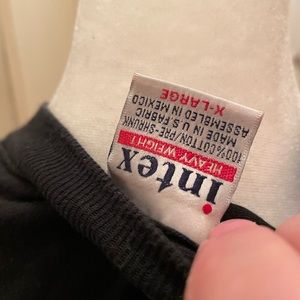 intex
HEAVY WEIGHT
100% COTTON/PRE-SHRUNK
MADE IN U.S. FABRIC
ASSEMBLED IN MEXICO
X-LARGE